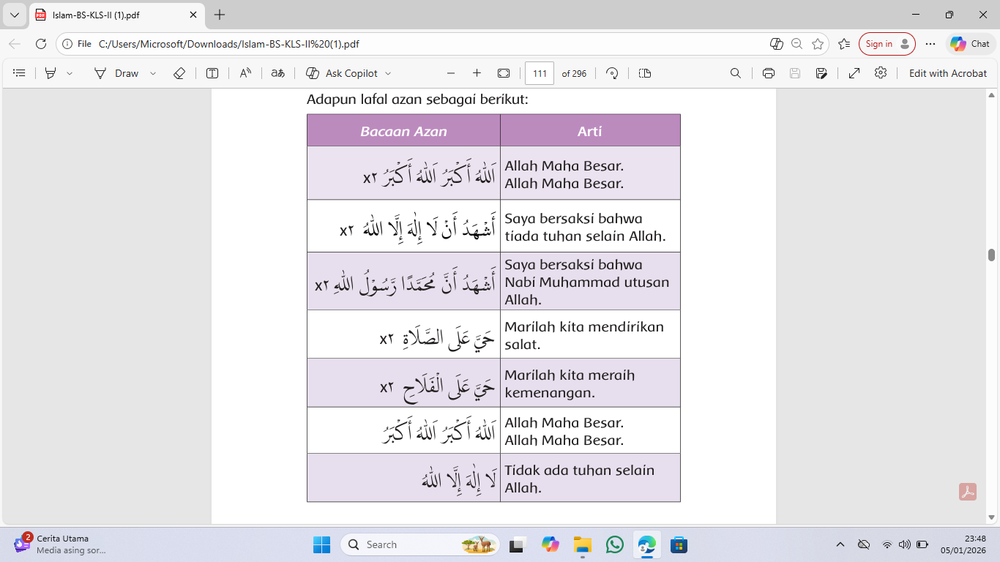 Islam-BS-KLS-II (1).pdf
File C:/Users/Microsoft/Downloads/Islam-BS-KLS-II%20(1).pdf
Sign in
Chat
Draw
Ask Copilot
111 of 296
Edit with Acrobat
Adapun lafal azan sebagai berikut:
Bacaan Azan
Arti
اَللّٰهُ أَكْبَرُ اَللّٰهُ أَكْبَرُ x٢
Allah Maha Besar.
Allah Maha Besar.
أَشْهَدُ أَنْ لَا إِلٰهَ إِلَّا اللّٰهُ x٢
Saya bersaksi bahwa
tiada tuhan selain Allah.
أَشْهَدُ أَنَّ مُحَمَّدًا رَّسُوْلُ اللّٰهِ x٢
Saya bersaksi bahwa
Nabi Muhammad utusan
Allah.
حَيَّ عَلَى الصَّلَاةِ x٢
Marilah kita mendirikan
salat.
حَيَّ عَلَى الْفَلَاحِ x٢
Marilah kita meraih
kemenangan.
اَللّٰهُ أَكْبَرُ اَللّٰهُ أَكْبَرُ
Allah Maha Besar.
Allah Maha Besar.
لَا إِلٰهَ إِلَّا اللّٰهُ
Tidak ada tuhan selain
Allah.
2
Cerita Utama
Media asing sor...
Search
23:48
05/01/2026